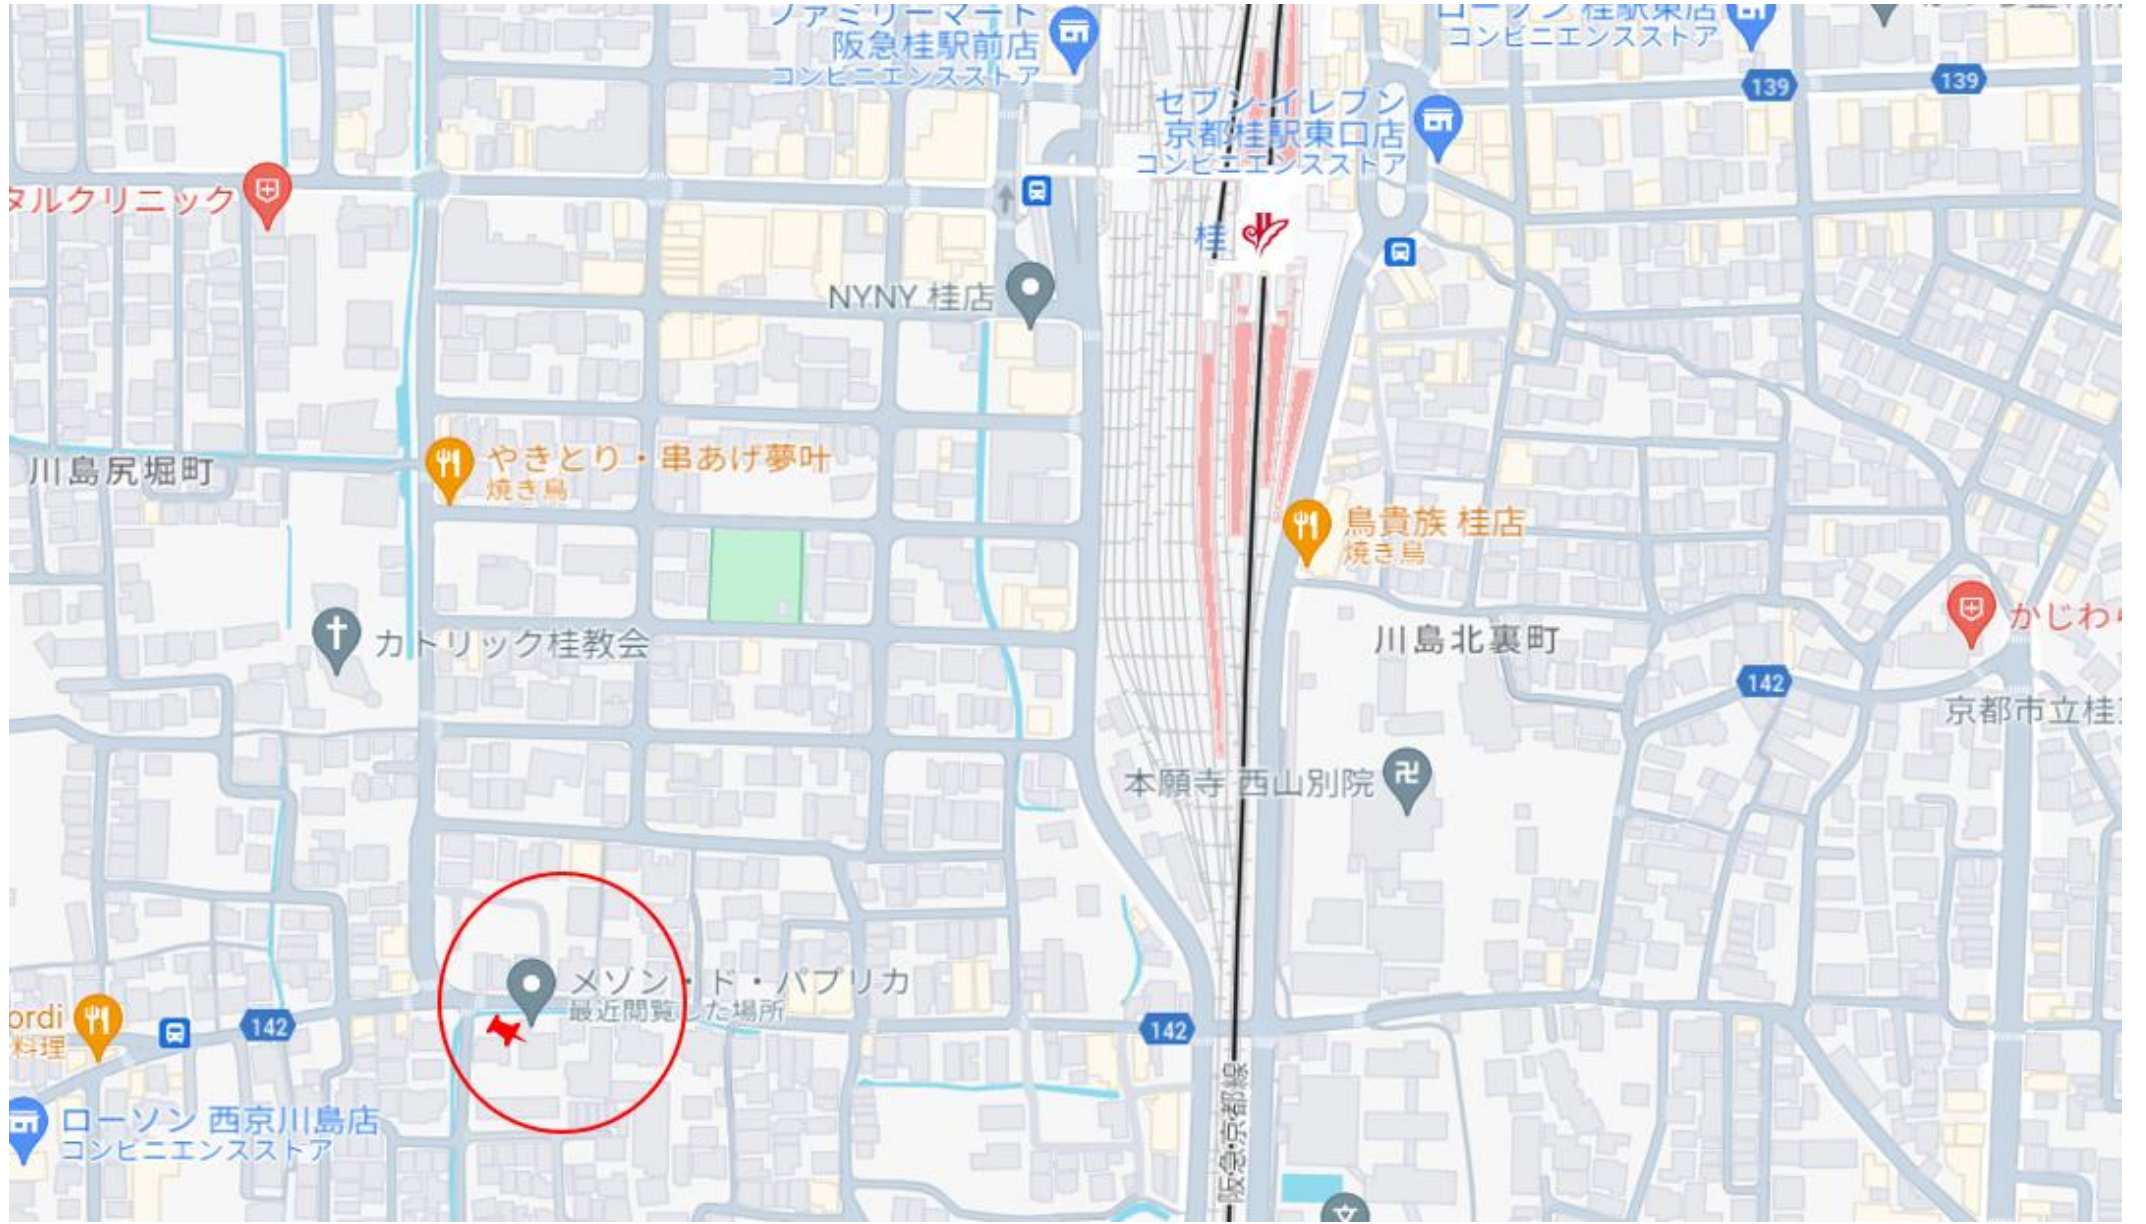 ファミリーマート
阪急桂駅前店
コンビニエンスストア
ローソン 桂駅東店
コンビニエンスストア
139
139
セブン-イレブン
京都桂駅東口店
コンビニエンスストア
タルクリニック
桂
NYNY 桂店
やきとり・串あげ夢叶
焼き鳥
川島尻堀町
鳥貴族 桂店
焼き鳥
カトリック桂教会
川島北裏町
かじわら
142
京都市立桂
本願寺 西山別院
メゾン・ド・パプリカ
最近閲覧した場所
ordi
料理
142
142
阪急京都線
ローソン 西京川島店
コンビニエンスストア